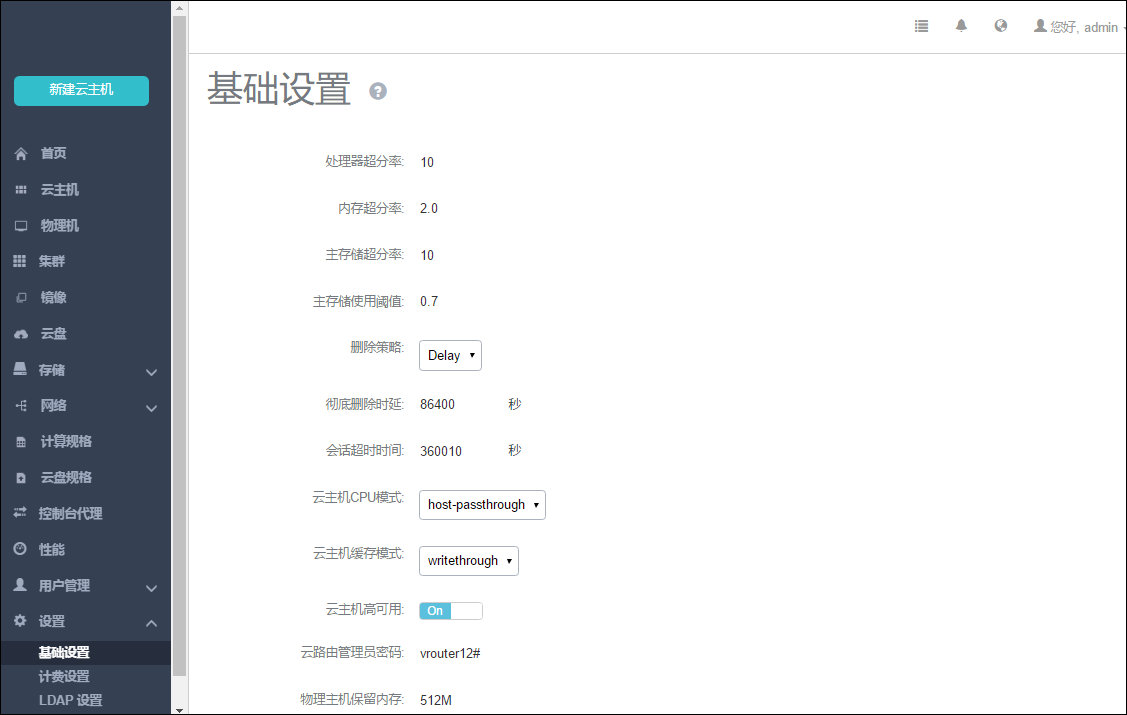 您好, admin
新建云主机
首页
云主机
物理机
集群
镜像
云盘
存储
网络
计算规格
云盘规格
控制台代理
性能
用户管理
设置
基础设置
计费设置
LDAP 设置
基础设置 ?
处理器超分率: 10
内存超分率: 2.0
主存储超分率: 10
主存储使用阈值: 0.7
删除策略: Delay
彻底删除时延: 86400 秒
会话超时时间: 360010 秒
云主机CPU模式: host-passthrough
云主机缓存模式: writethrough
云主机高可用: On
云路由管理员密码: vrouter12#
物理主机保留内存: 512M